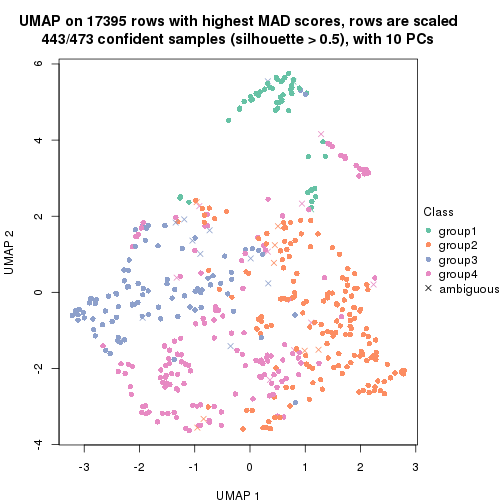 UMAP on 17395 rows with highest MAD scores, rows are scaled
443/473 confident samples (silhouette > 0.5), with 10 PCs
6
4
2
0
-2
-4
UMAP 2
-3
-2
-1
0
1
2
3
UMAP 1
Class
group1
group2
group3
group4
ambiguous